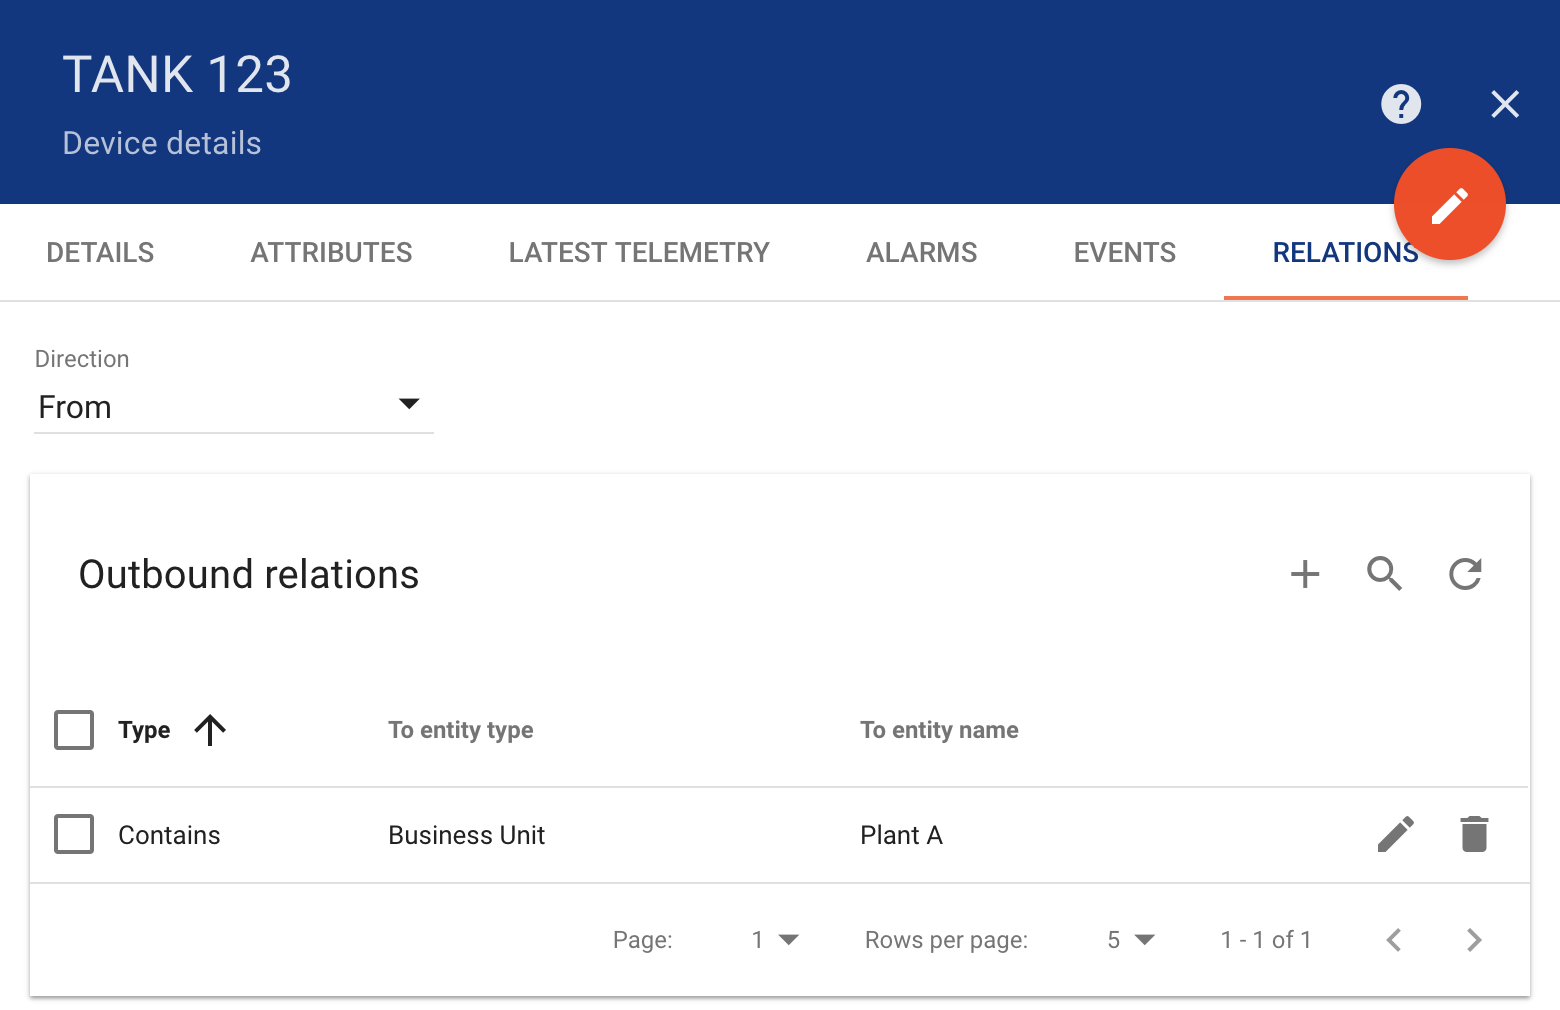 TANK 123
Device details
DETAILS ATTRIBUTES LATEST TELEMETRY ALARMS EVENTS RELATIONS
Direction
From
Outbound relations
Type To entity type To entity name
Contains Business Unit Plant A
Page: 1 Rows per page: 5 1 - 1 of 1